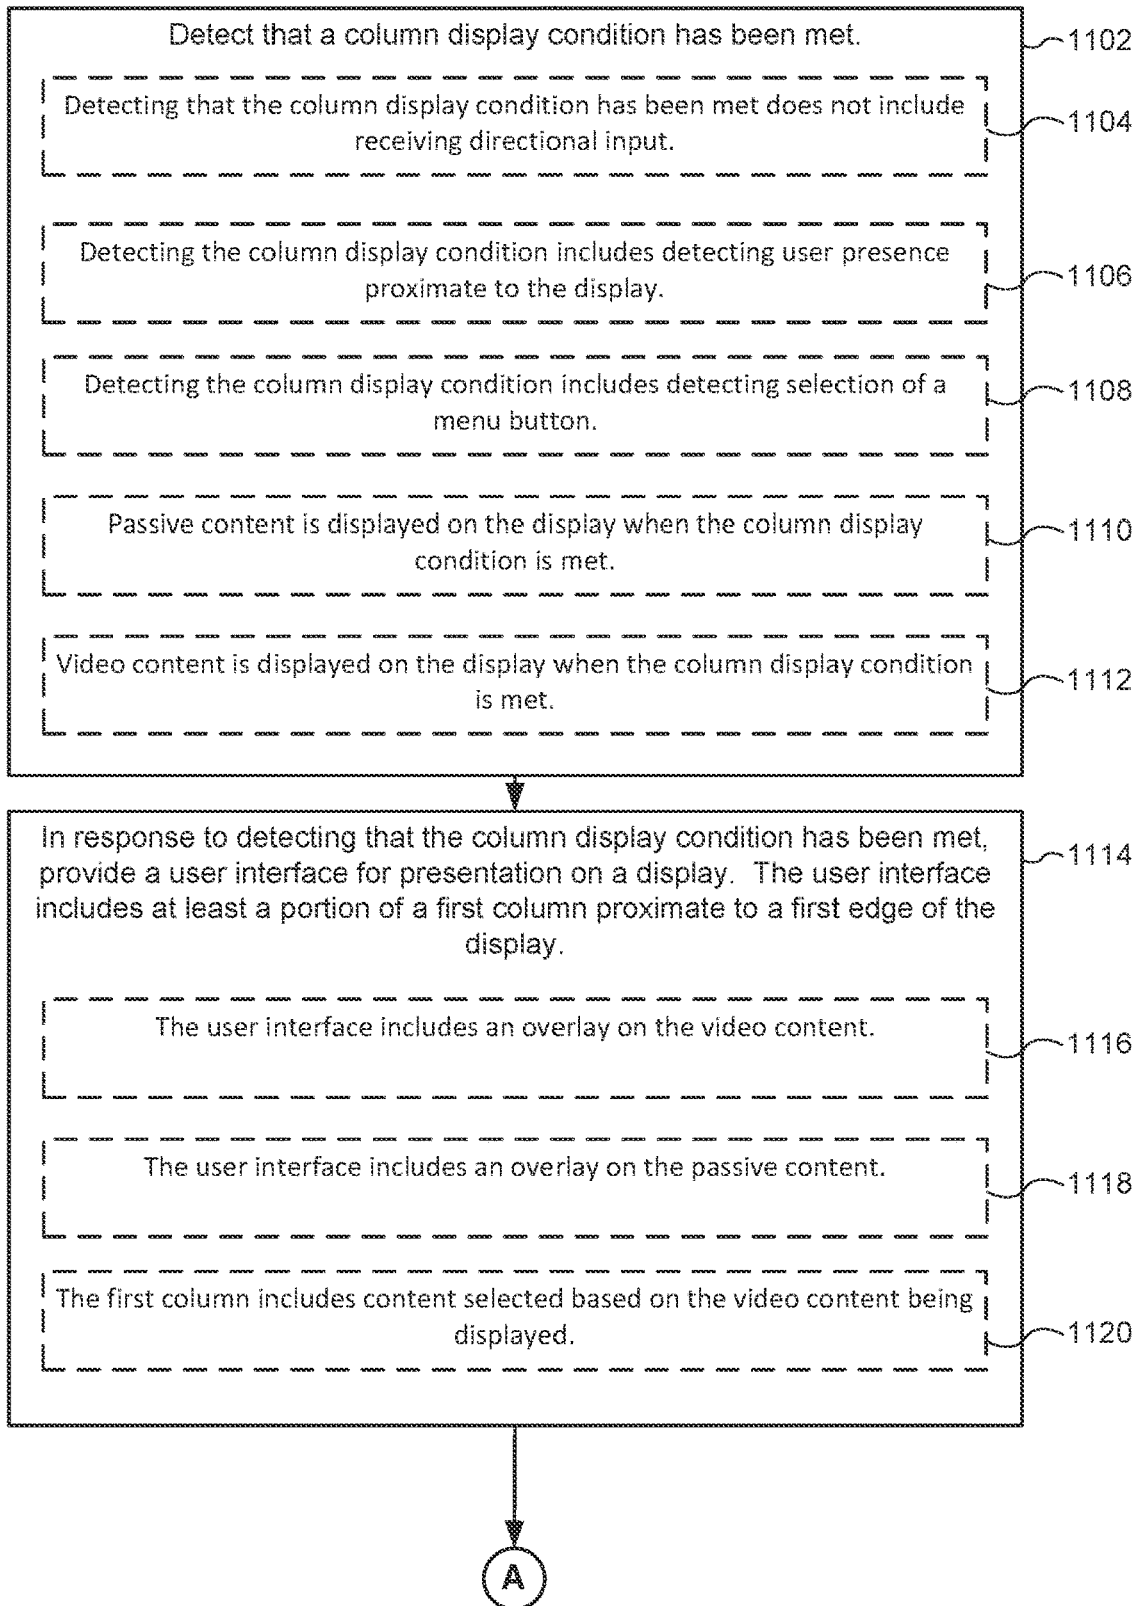 Detect that a column display condition has been met.
1102
Detecting that the column display condition has been met does not include
receiving directional input.
1104
Detecting the column display condition includes detecting user presence
proximate to the display.
1106
Detecting the column display condition includes detecting selection of a
menu button.
1108
Passive content is displayed on the display when the column display
condition is met.
1110
Video content is displayed on the display when the column display condition
is met.
1112
In response to detecting that the column display condition has been met,
provide a user interface for presentation on a display. The user interface
includes at least a portion of a first column proximate to a first edge of the
display.
1114
The user interface includes an overlay on the video content.
1116
The user interface includes an overlay on the passive content.
1118
The first column includes content selected based on the video content being
displayed.
1120
A